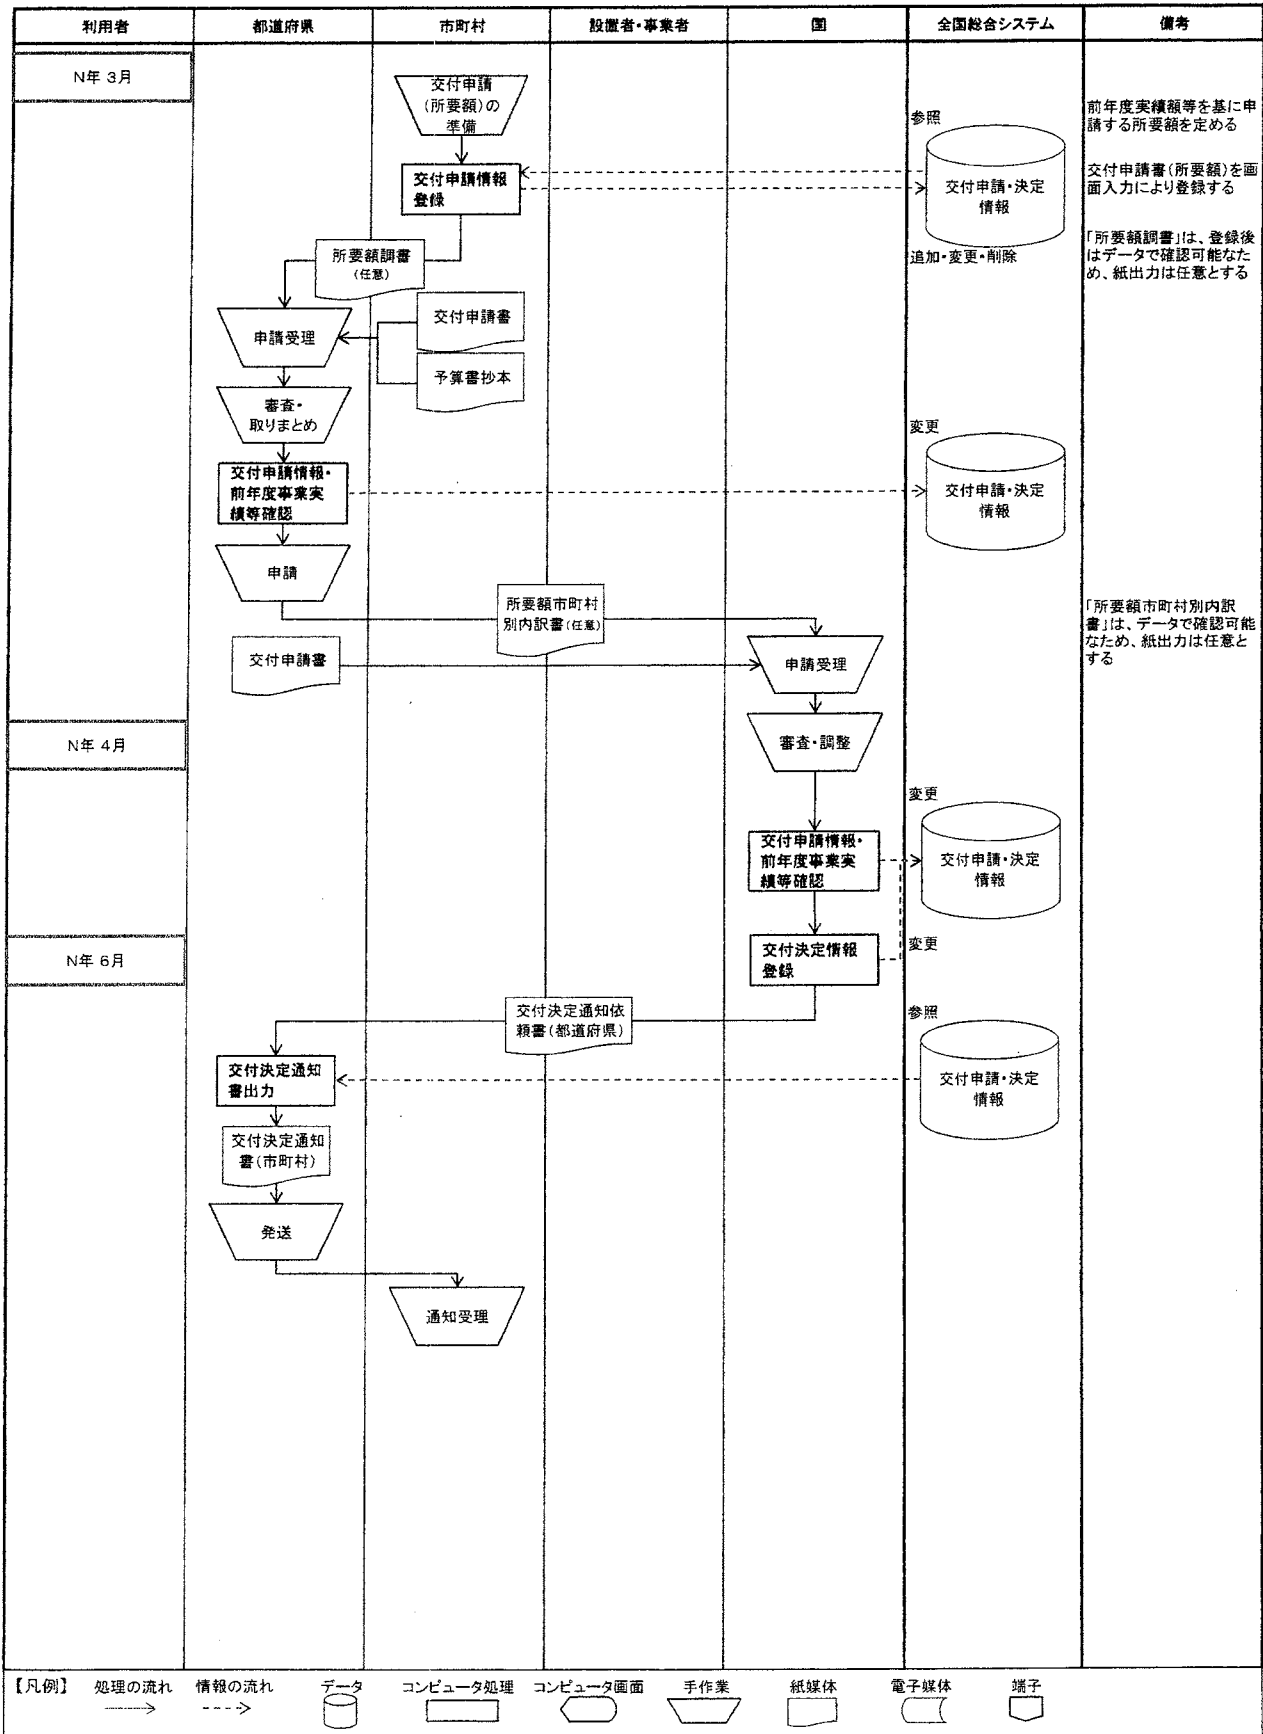 利用者
都道府県
市町村
設置者・事業者
国
全国総合システム
備考
N年 3月
交付申請
(所要額)の
準備
前年度実績額等を基に申
請する所要額を定める
参照
交付申請情報
登録
交付申請・決定
情報
交付申請書(所要額)を画
面入力により登録する
追加・変更・削除
「所要額調書」は、登録後
はデータで確認可能なた
め、紙出力は任意とする
所要額調書
(任意)
申請受理
交付申請書
予算書抄本
審査・
取りまとめ
変更
交付申請情報・
前年度事業実
績等確認
交付申請・決定
情報
申請
所要額市町村
別内訳書(任意)
「所要額市町村別内訳
書」は、データで確認可能
なため、紙出力は任意と
する
交付申請書
申請受理
N年 4月
審査・調整
変更
交付申請情報・
前年度事業実
績等確認
交付申請・決定
情報
N年 6月
交付決定情報
登録
変更
交付決定通知依
頼書(都道府県)
参照
交付決定通知
書出力
交付申請・決定
情報
交付決定通知
書(市町村)
発送
通知受理
【凡例】
処理の流れ
情報の流れ
データ
コンピュータ処理
コンピュータ画面
手作業
紙媒体
電子媒体
端子